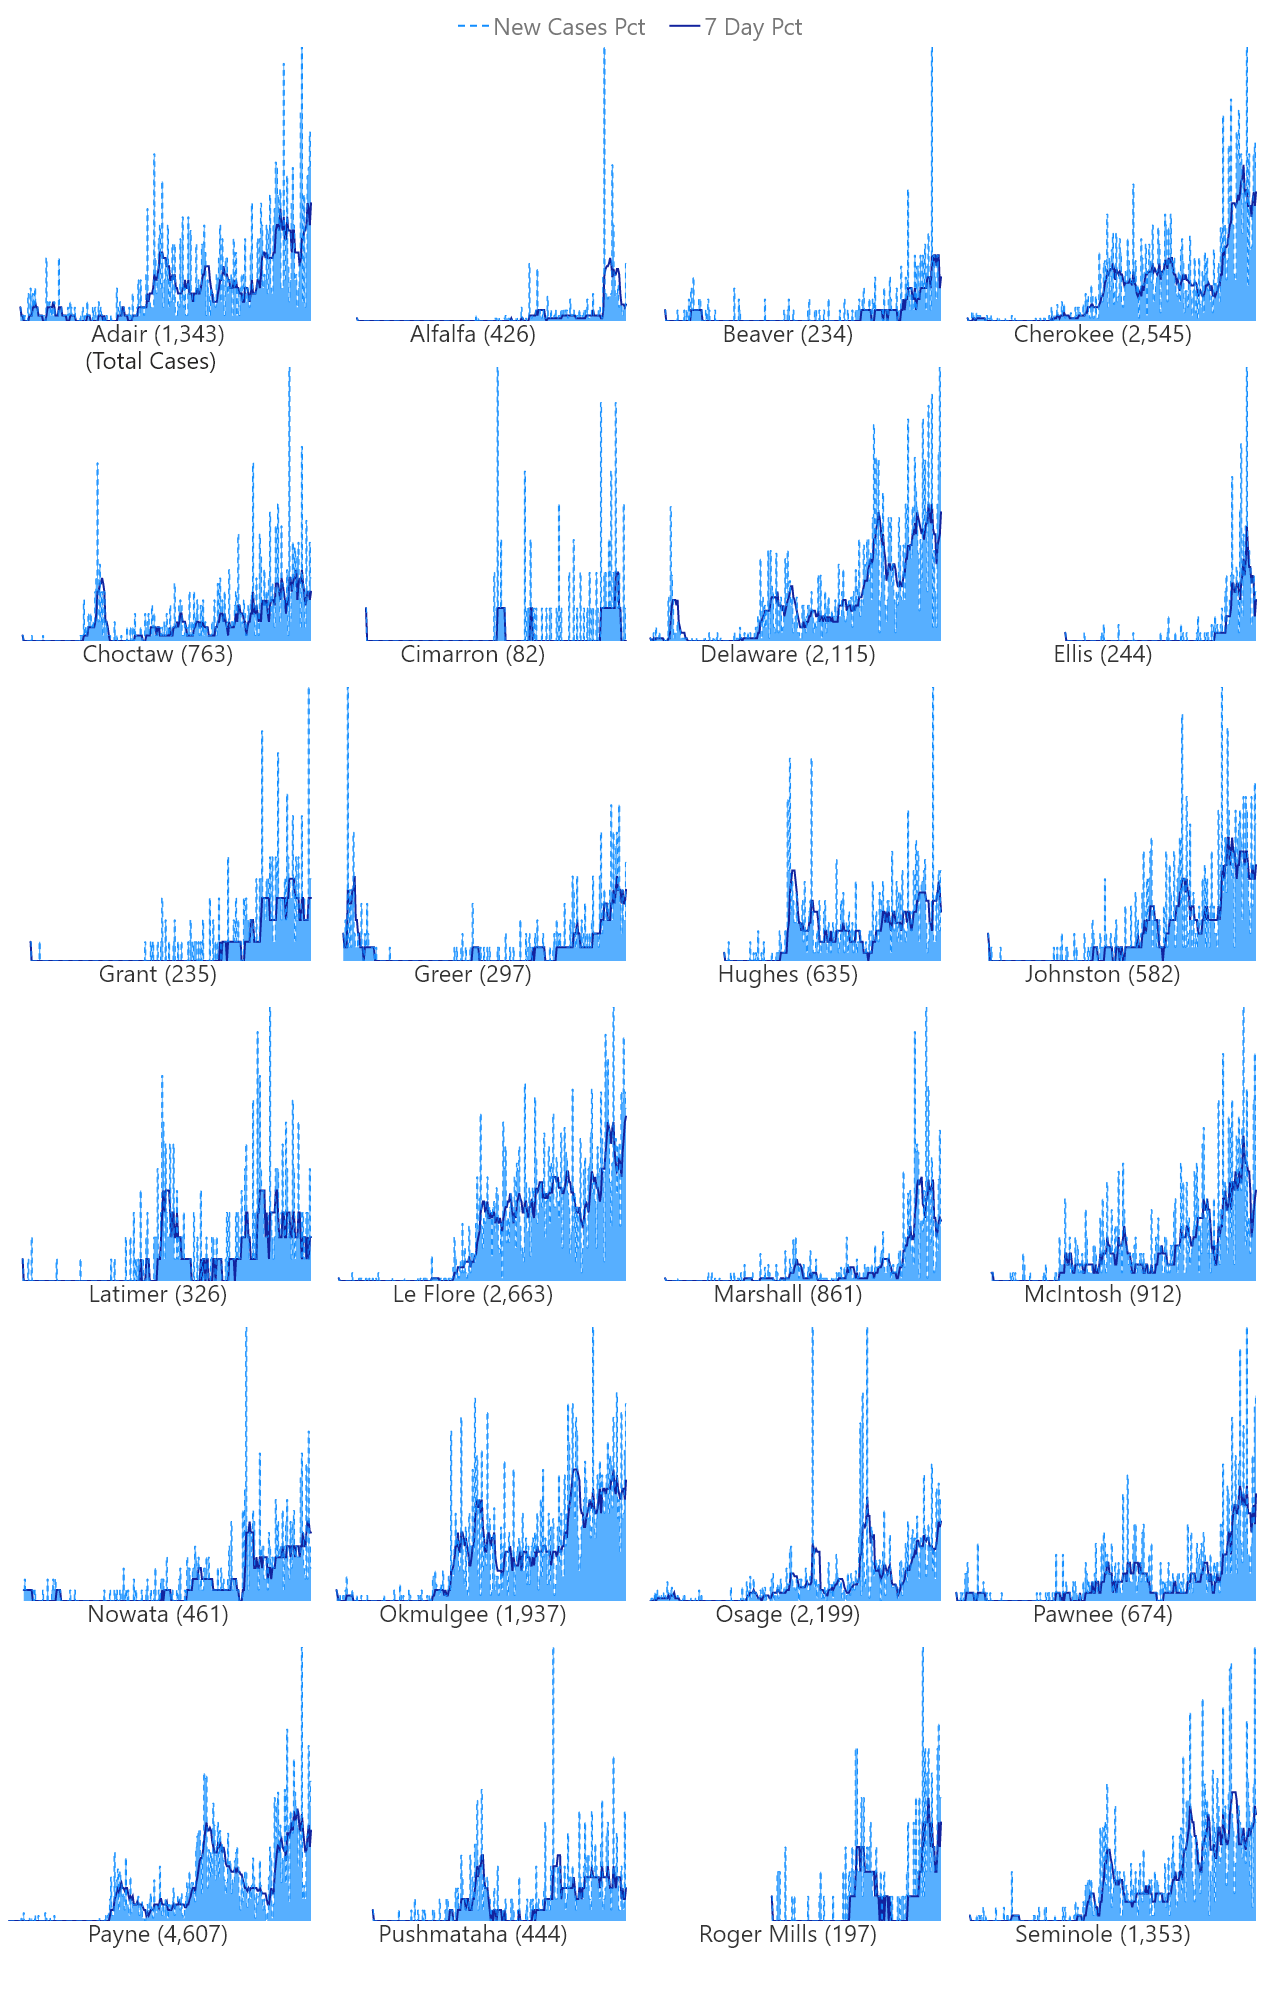 New Cases Pct 7 Day Pct
Adair (1,343) Alfalfa (426) Beaver (234) Cherokee (2,545)
(Total Cases)
Choctaw (763) Cimarron (82) Delaware (2,115) Ellis (244)
Grant (235) Greer (297) Hughes (635) Johnston (582)
Latimer (326) Le Flore (2,663) Marshall (861) McIntosh (912)
Nowata (461) Okmulgee (1,937) Osage (2,199) Pawnee (674)
Payne (4,607) Pushmataha (444) Roger Mills (197) Seminole (1,353)